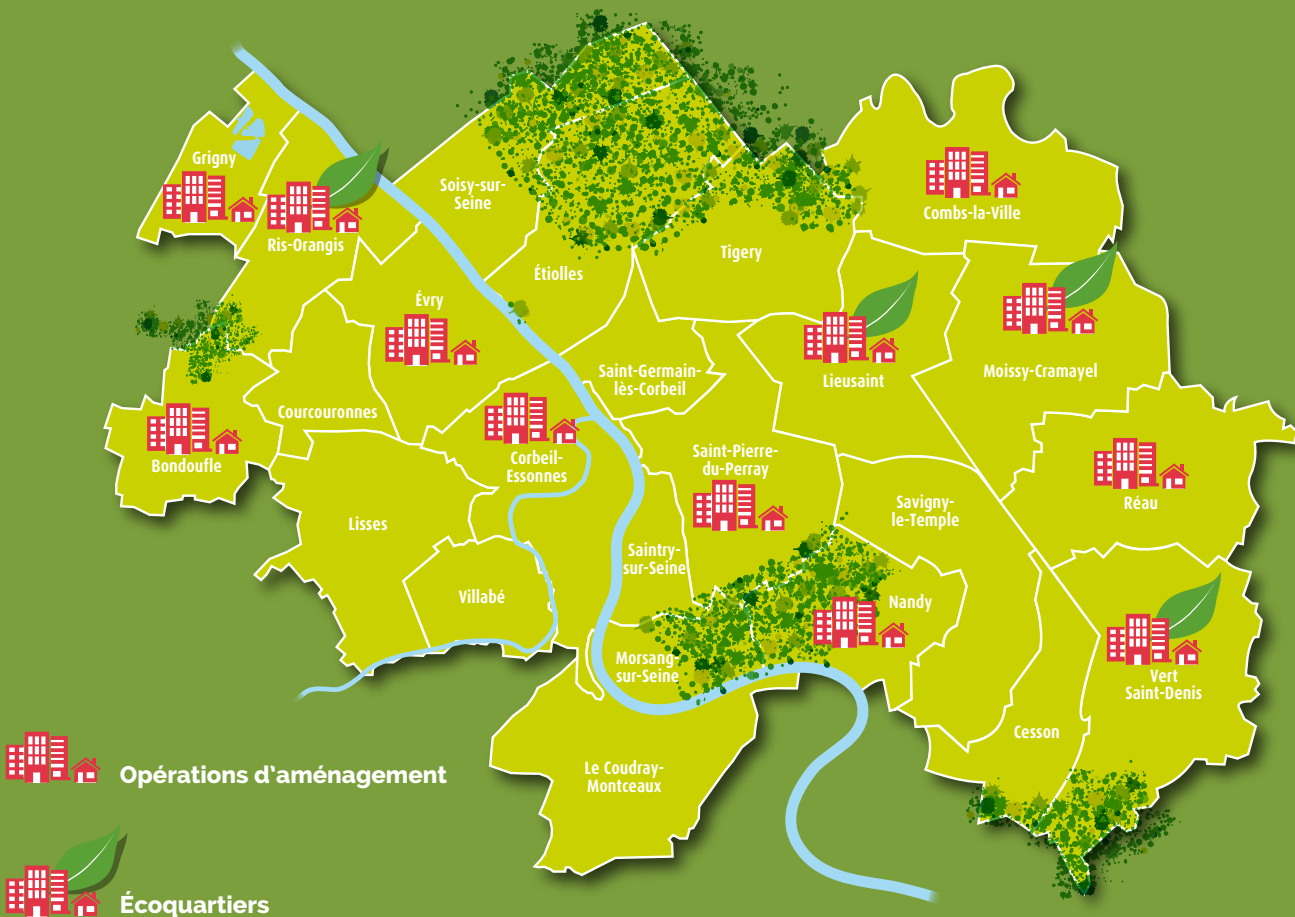 Grigny
Ris-Orangis
Soisy-sur-
Seine
Étiolles
Tigery
Combs-la-Ville
Évry
Saint-Germain-
lès-Corbeil
Lieusaint
Moissy-Cramayel
Courcouronnes
Bondoufle
Corbeil-
Essonnes
Saint-Pierre-
du-Perray
Réau
Lisses
Savigny-
le-Temple
Saintry-
sur-Seine
Villabé
Nandy
Morsang-
sur-Seine
Vert
Saint-Denis
Cesson
Le Coudray-
Montceaux
Opérations d'aménagement
Écoquartiers